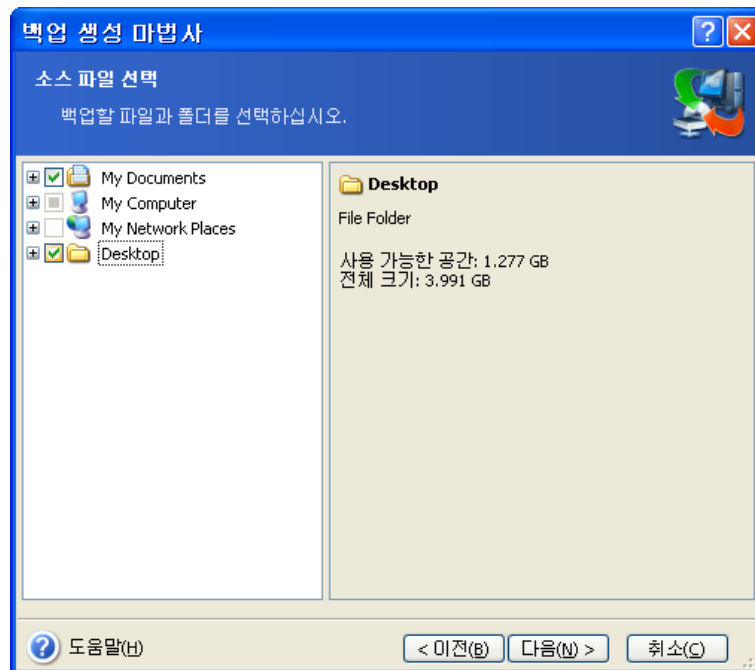 백업 생성 마법사
소스 파일 선택
백업할 파일과 폴더를 선택하십시오.
My Documents
My Computer
My Network Places
Desktop
Desktop
File Folder
사용 가능한 공간: 1.277 GB
전체 크기: 3.991 GB
도움말(H)
< 이전(B)
다음(N) >
취소(C)